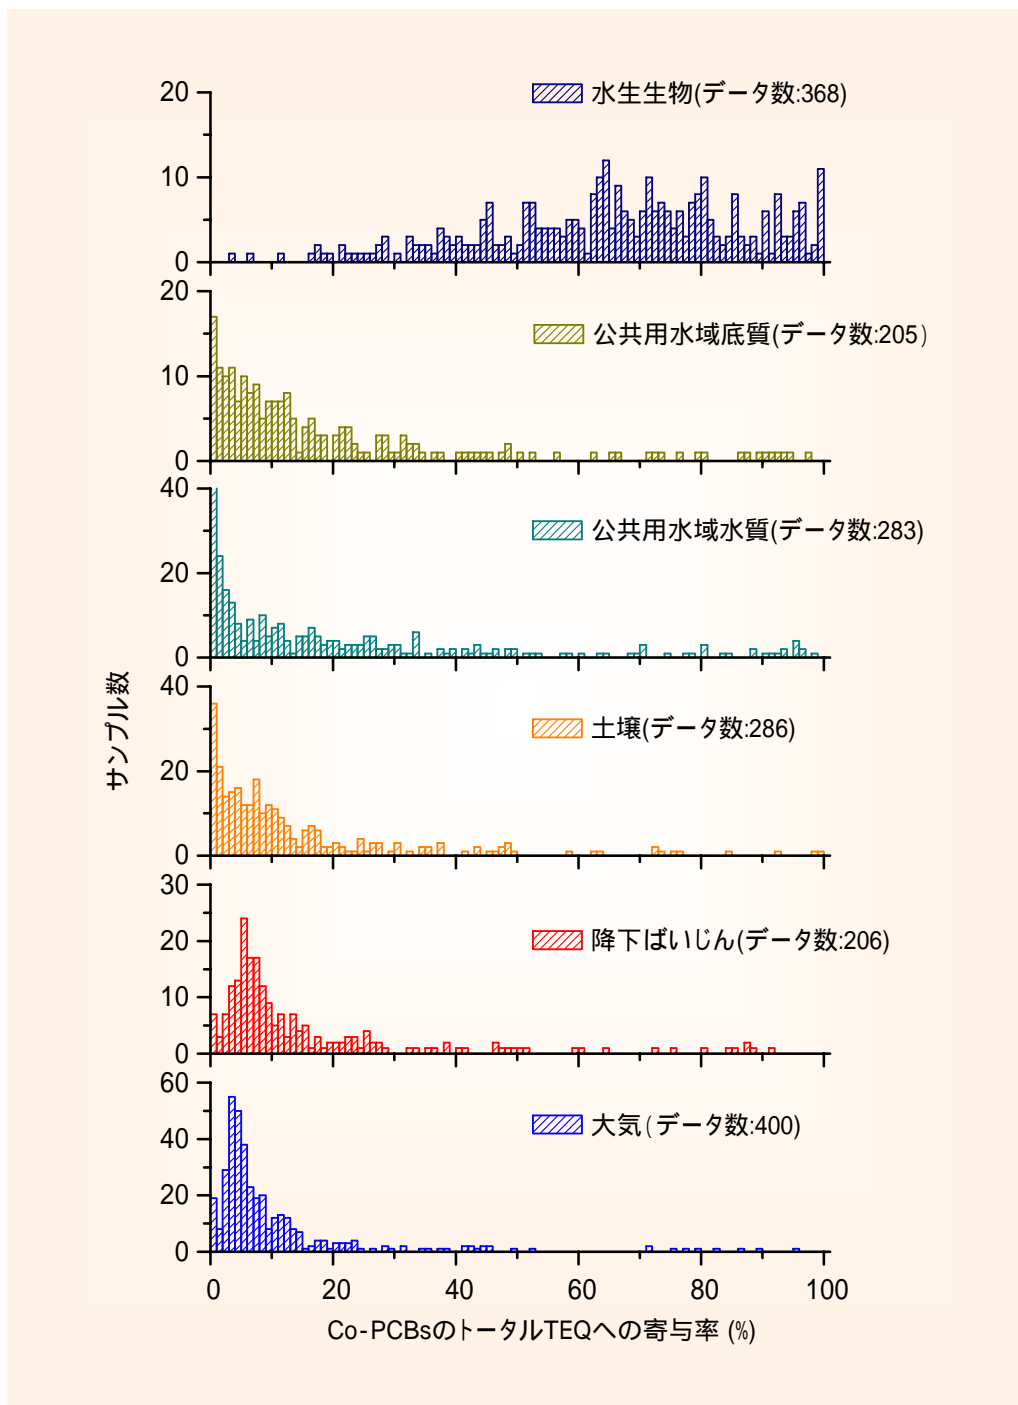 水生生物(データ数:368)
20
10
0
公共用水域底質(データ数:205)
20
10
0
公共用水域水質(データ数:283)
40
20
0
サンプル数
土壌(データ数:286)
40
20
0
降下ばいじん(データ数:206)
30
20
10
0
大気(データ数:400)
60
40
20
0
0 20 40 60 80 100
Co-PCBsのトータルTEQへの寄与率 (%)